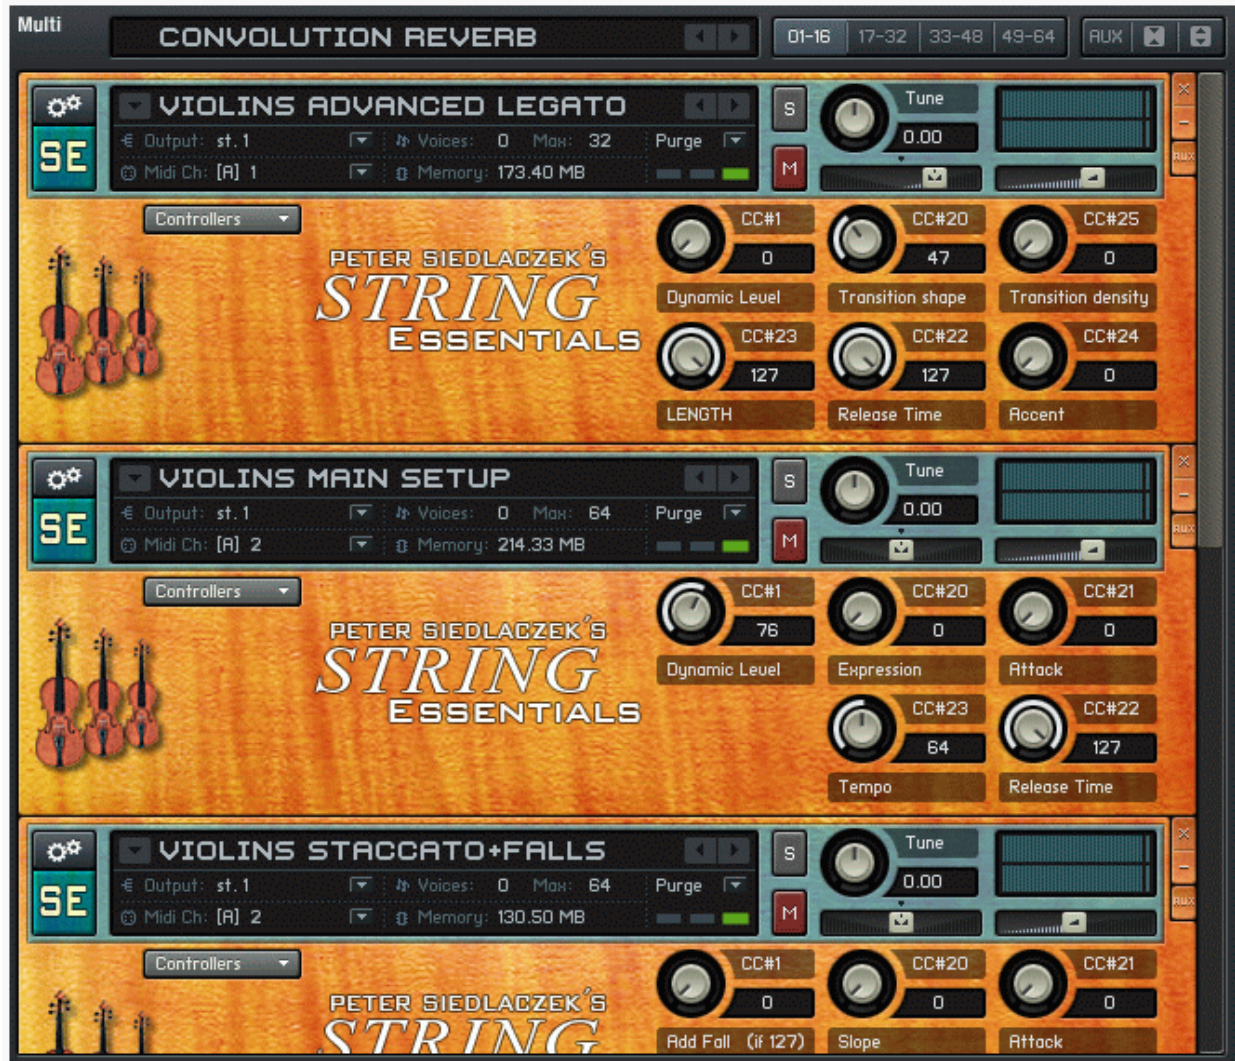 Multi
CONVOLUTION REVERB
01-16 17-32 33-48 49-64 AUX
SE
VIOLINS ADVANCED LEGATO
S
Tune
×
Output: st. 1 Voices: 0 Max: 32 Purge
0.00
-
Midi Ch: [A] 1 Memory: 173.40 MB
M
AUX
Controllers
PETER SIEDLACZEK'S
STRING
ESSENTIALS
CC#1 CC#20 CC#25
0 47 0
Dynamic Level Transition shape Transition density
CC#23 CC#22 CC#24
127 127 0
LENGTH Release Time Accent
SE
VIOLINS MAIN SETUP
S
Tune
×
Output: st. 1 Voices: 0 Max: 64 Purge
0.00
-
Midi Ch: [A] 2 Memory: 214.33 MB
M
AUX
Controllers
PETER SIEDLACZEK'S
STRING
ESSENTIALS
CC#1 CC#20 CC#21
76 0 0
Dynamic Level Expression Attack
CC#23 CC#22
64 127
Tempo Release Time
SE
VIOLINS STACCATO+FALLS
S
Tune
×
Output: st. 1 Voices: 0 Max: 64 Purge
0.00
-
Midi Ch: [A] 2 Memory: 130.50 MB
M
AUX
Controllers
PETER SIEDLACZEK'S
STRING
CC#1 CC#20 CC#21
0 0 0
Add Fall (if 127) Slope Attack